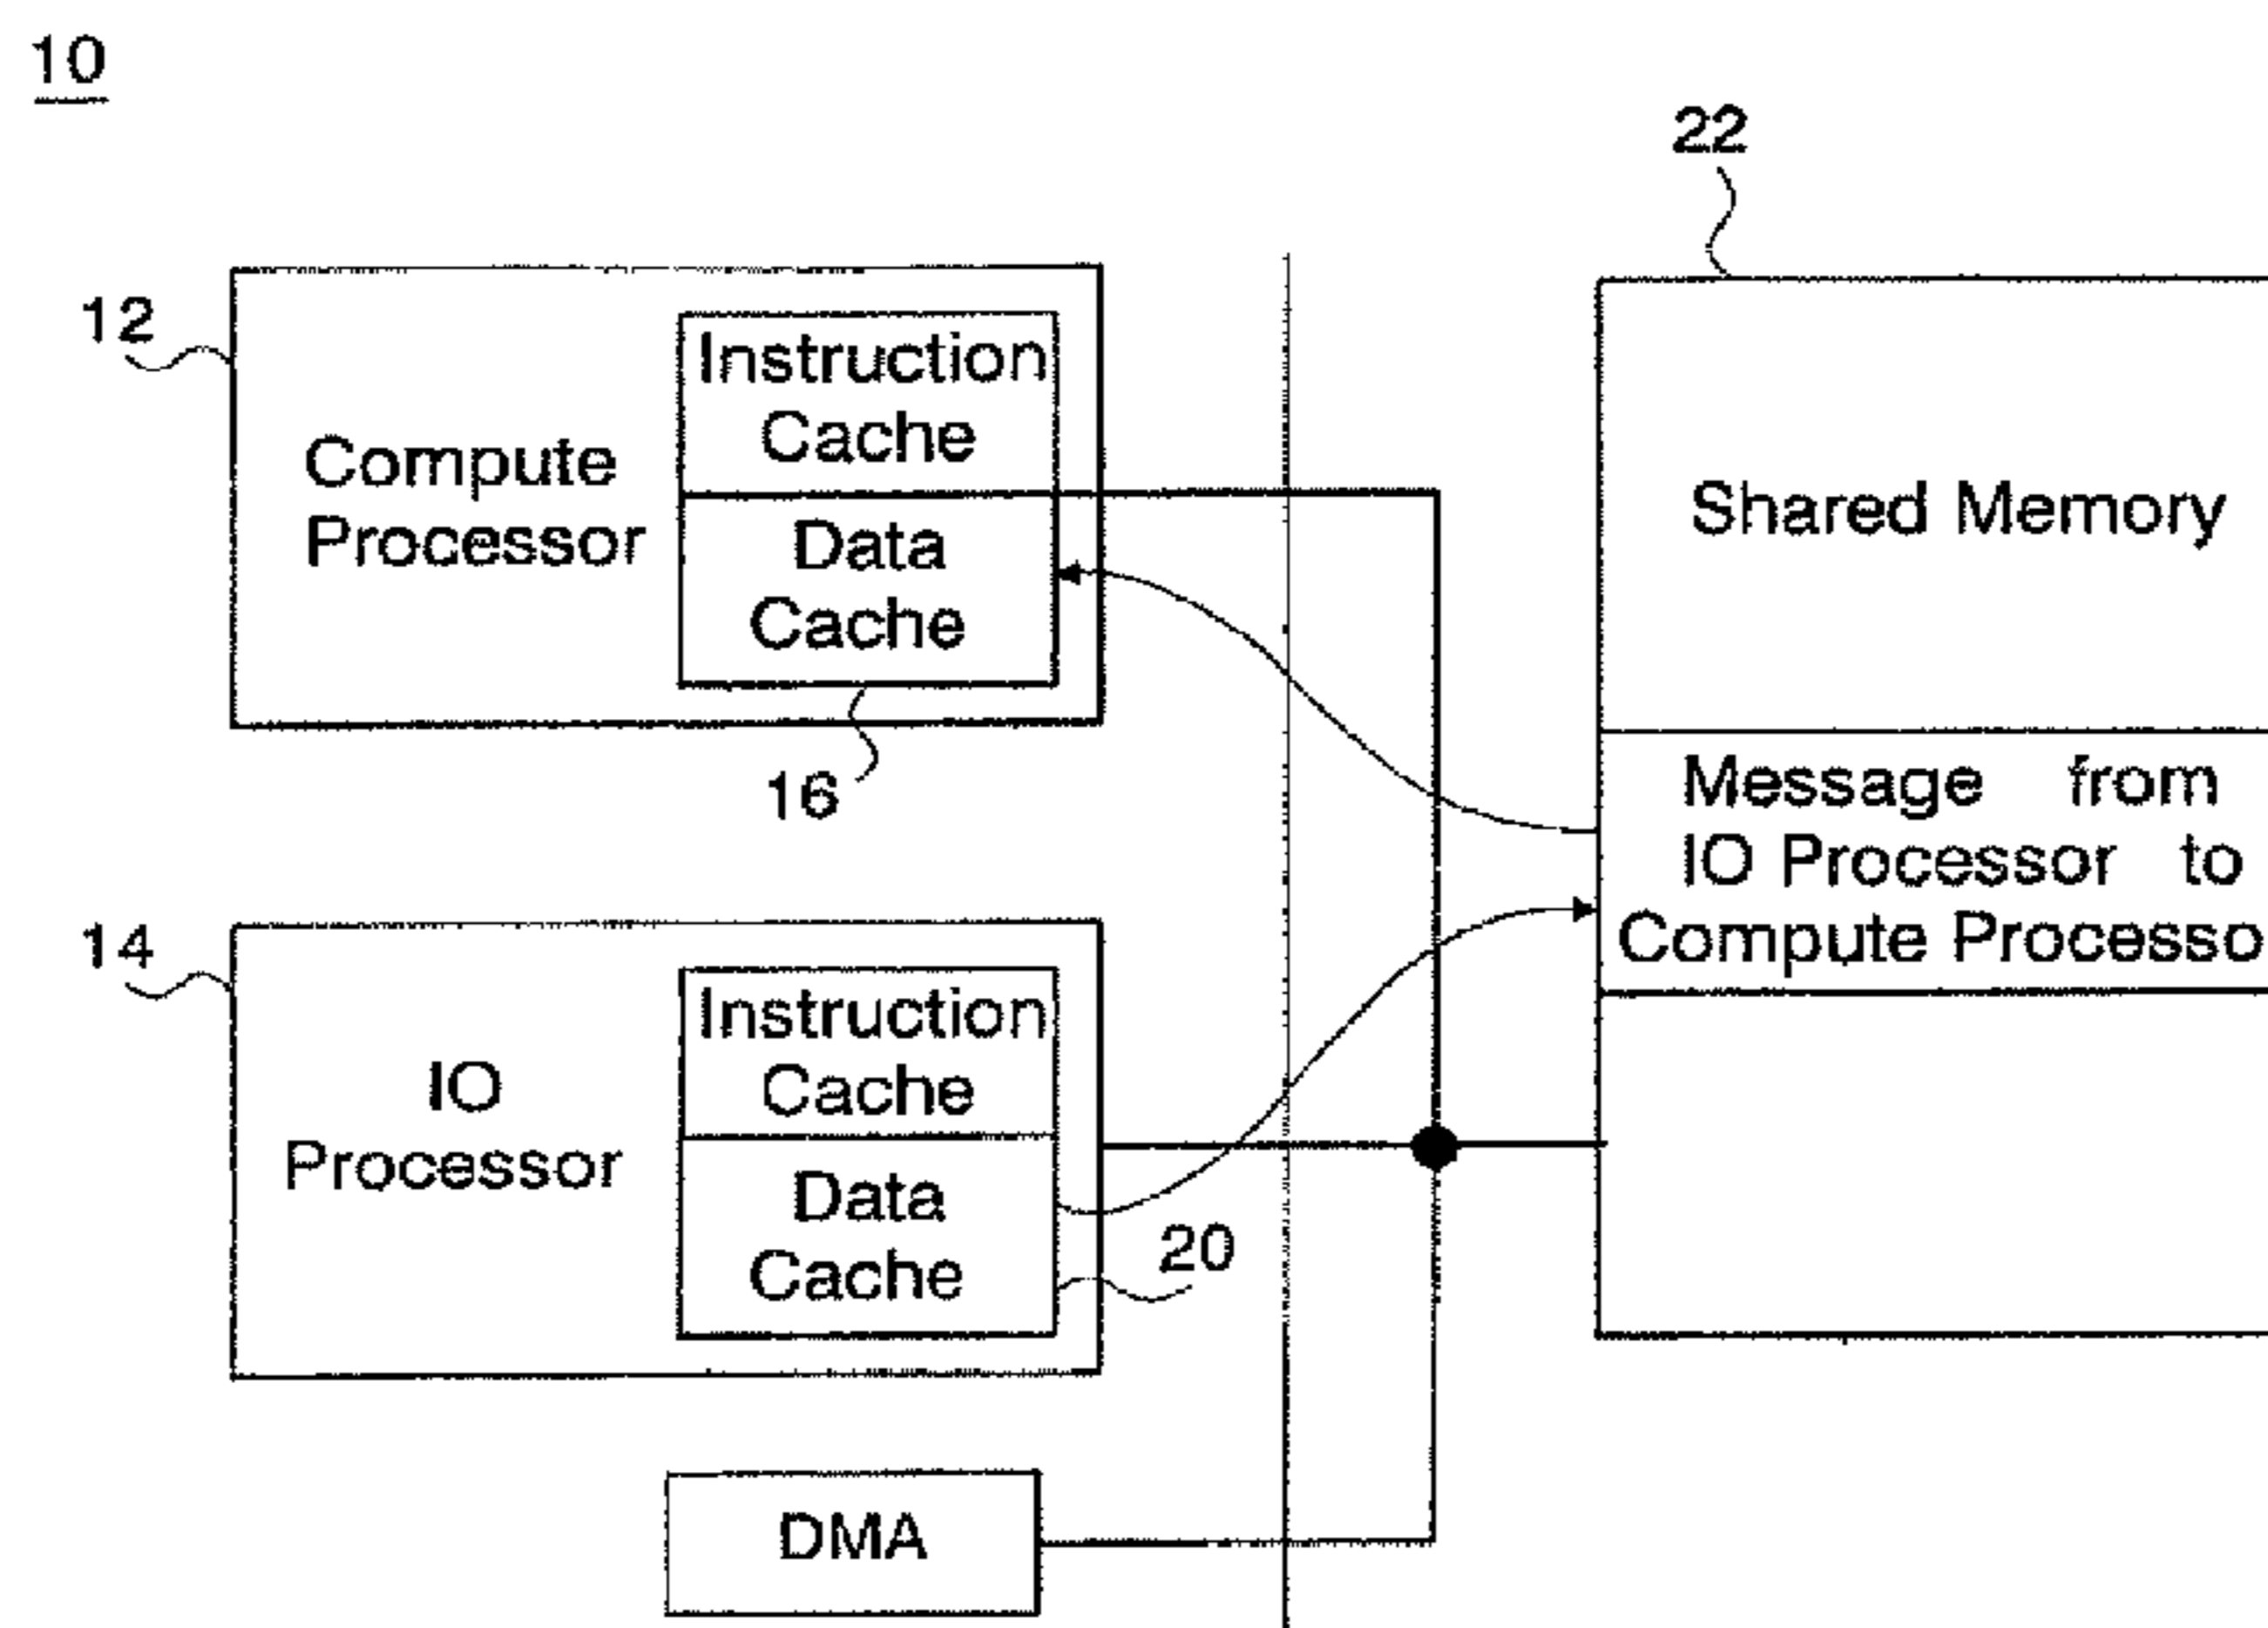 10
22
12
Instruction
Cache
Compute
Processor
Data
Cache
16
Shared Memory
Message from
IO Processor to
Compute Processo
14
Instruction
Cache
IO
Processor
Data
Cache
20
DMA